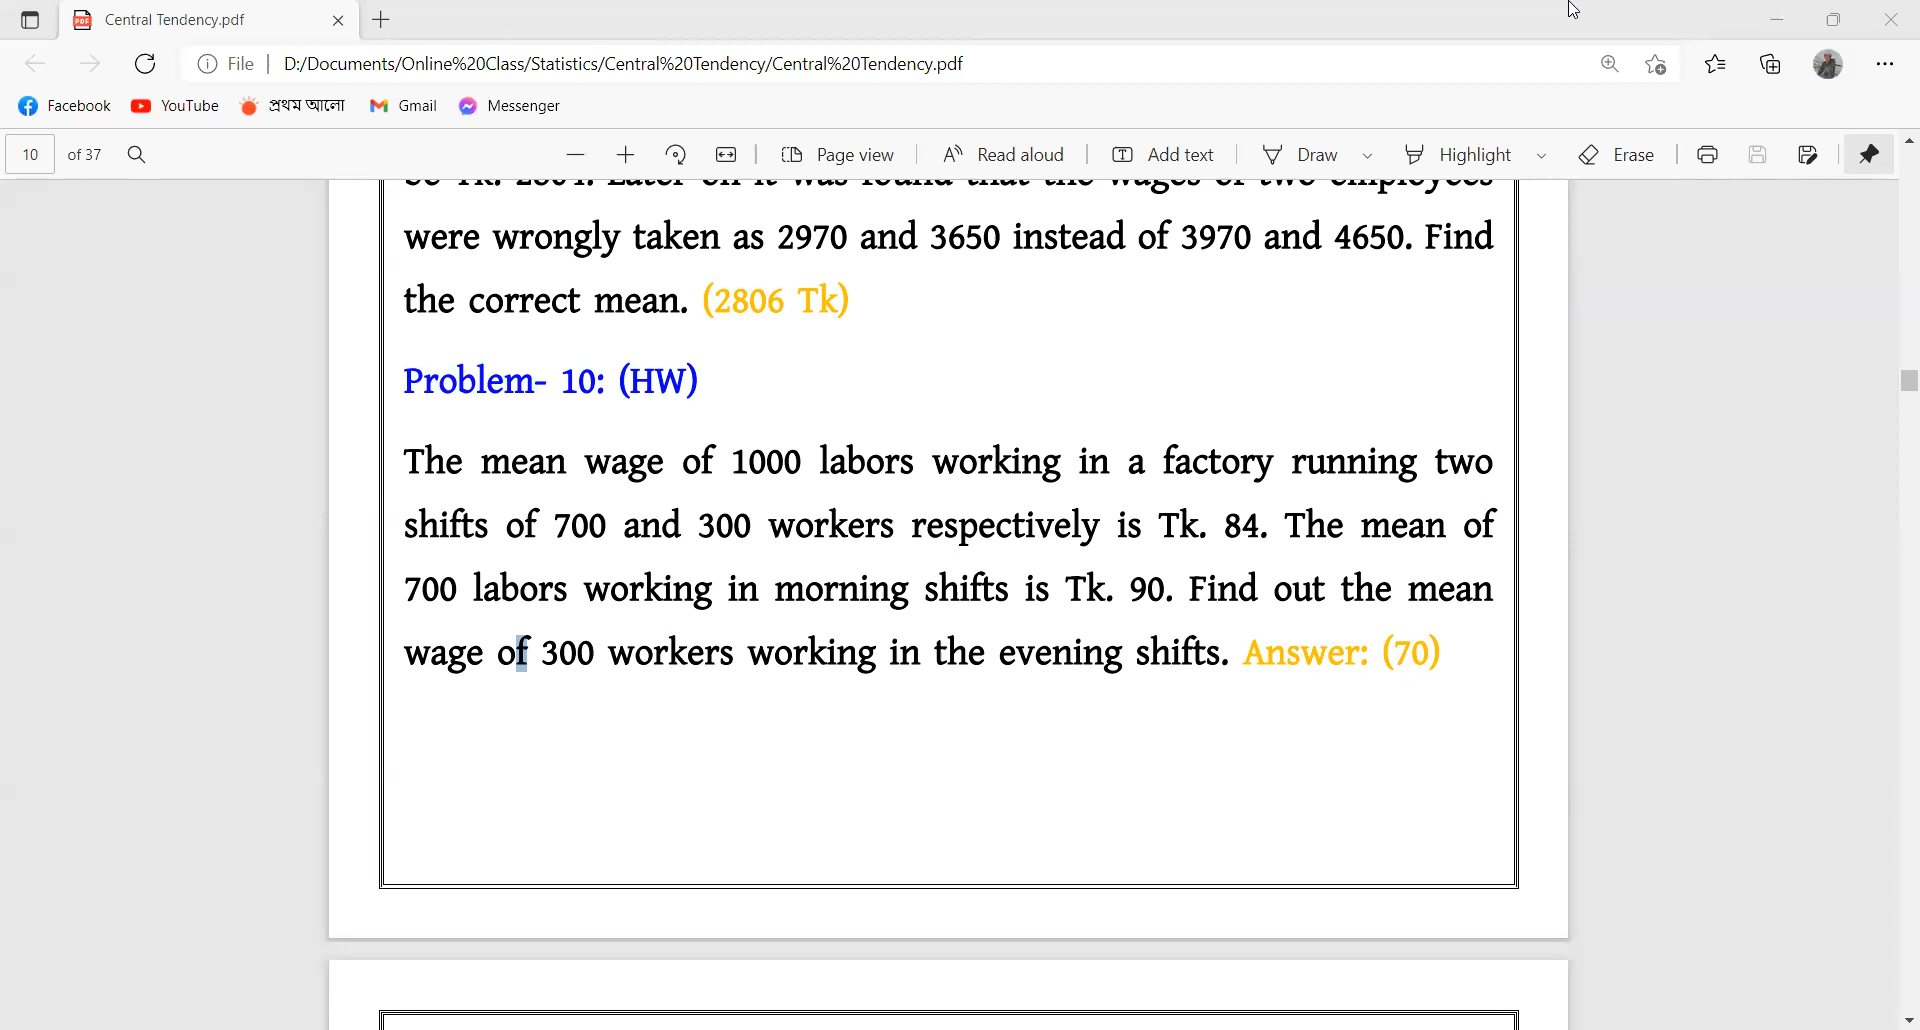 Central Tendency.pdf
File D:/Documents/Online%20Class/Statistics/Central%20Tendency/Central%20Tendency.pdf
Facebook YouTube প্রথম আলো Gmail Messenger
10 of 37 Page view Read aloud Add text Draw Highlight Erase
were wrongly taken as 2970 and 3650 instead of 3970 and 4650. Find
the correct mean. (2806 Tk)
Problem- 10: (HW)
The mean wage of 1000 labors working in a factory running two
shifts of 700 and 300 workers respectively is Tk. 84. The mean of
700 labors working in morning shifts is Tk. 90. Find out the mean
wage of 300 workers working in the evening shifts. Answer: (70)